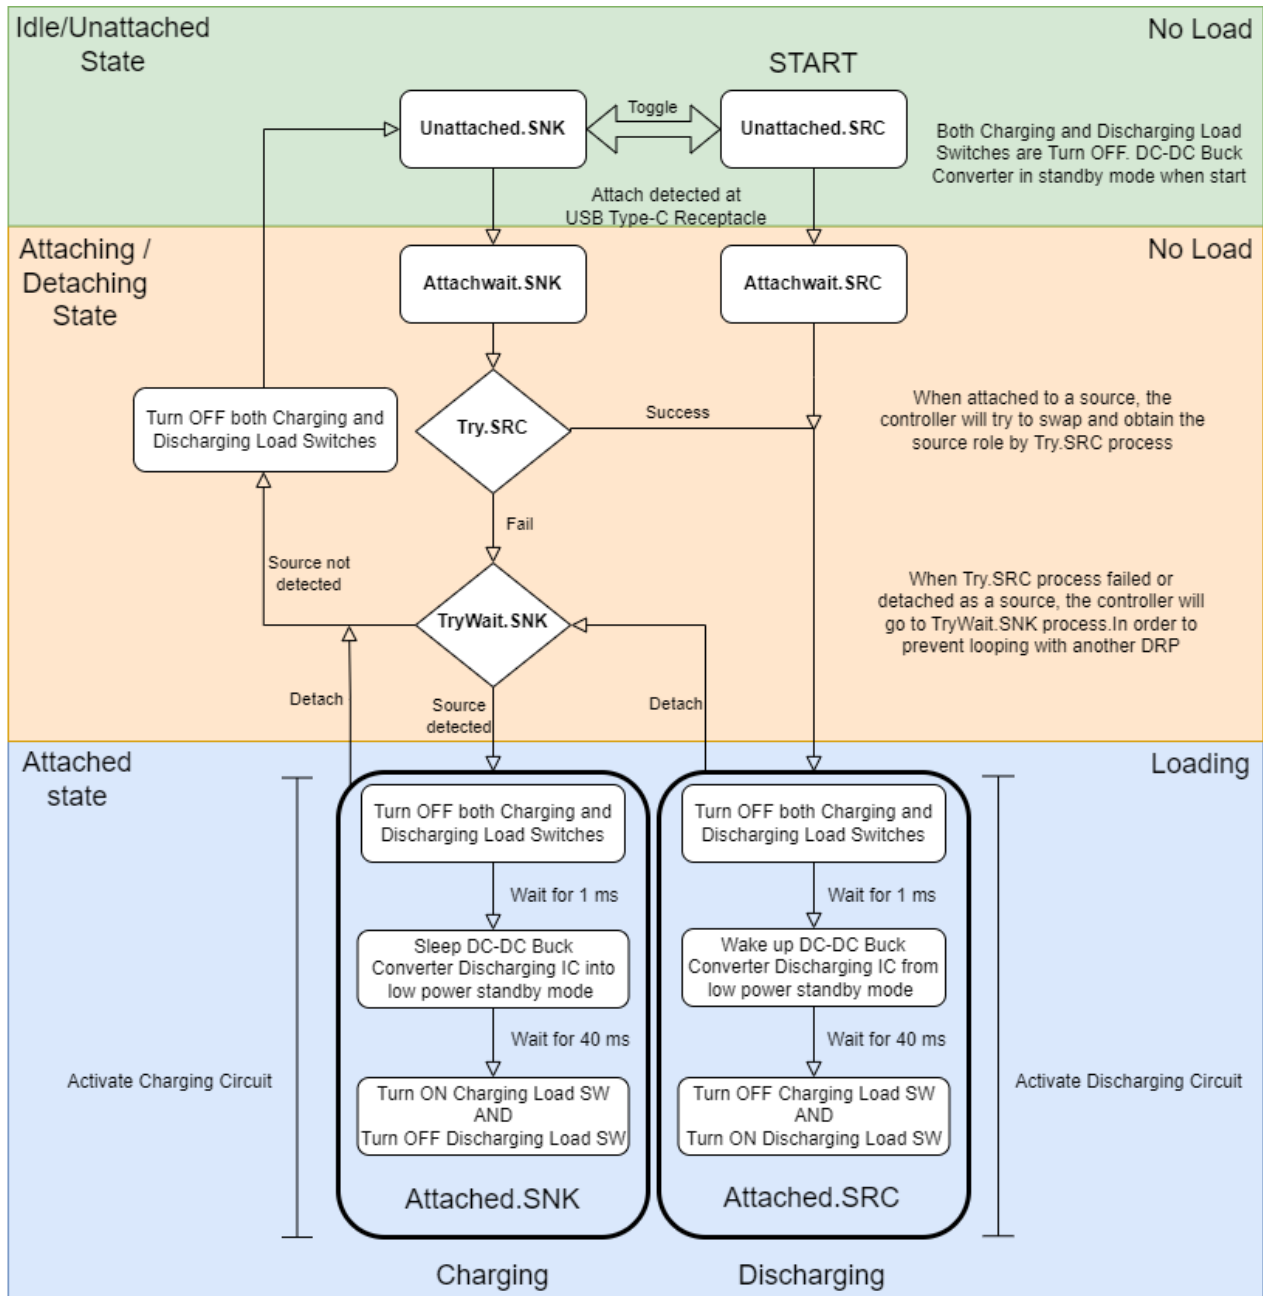 Idle/Unattached
State
No Load
START
Unattached.SNK
Toggle
Unattached.SRC
Both Charging and Discharging Load
Switches are Turn OFF. DC-DC Buck
Converter in standby mode when start
Attach detected at
USB Type-C Receptacle
Attaching /
Detaching
State
No Load
Attachwait.SNK
Attachwait.SRC
Turn OFF both Charging and
Discharging Load Switches
Try.SRC
Success
When attached to a source, the
controller will try to swap and obtain the
source role by Try.SRC process
Fail
Source not
detected
TryWait.SNK
When Try.SRC process failed or
detached as a source, the controller will
go to TryWait.SNK process.In order to
prevent looping with another DRP
Detach
Source
detected
Detach
Attached
state
Loading
Turn OFF both Charging and
Discharging Load Switches
Wait for 1 ms
Sleep DC-DC Buck
Converter Discharging IC into
low power standby mode
Wait for 40 ms
Turn ON Charging Load SW
AND
Turn OFF Discharging Load SW
Attached.SNK
Turn OFF both Charging and
Discharging Load Switches
Wait for 1 ms
Wake up DC-DC Buck
Converter Discharging IC from
low power standby mode
Wait for 40 ms
Turn OFF Charging Load SW
AND
Turn ON Discharging Load SW
Attached.SRC
Activate Charging Circuit
Activate Discharging Circuit
Charging
Discharging